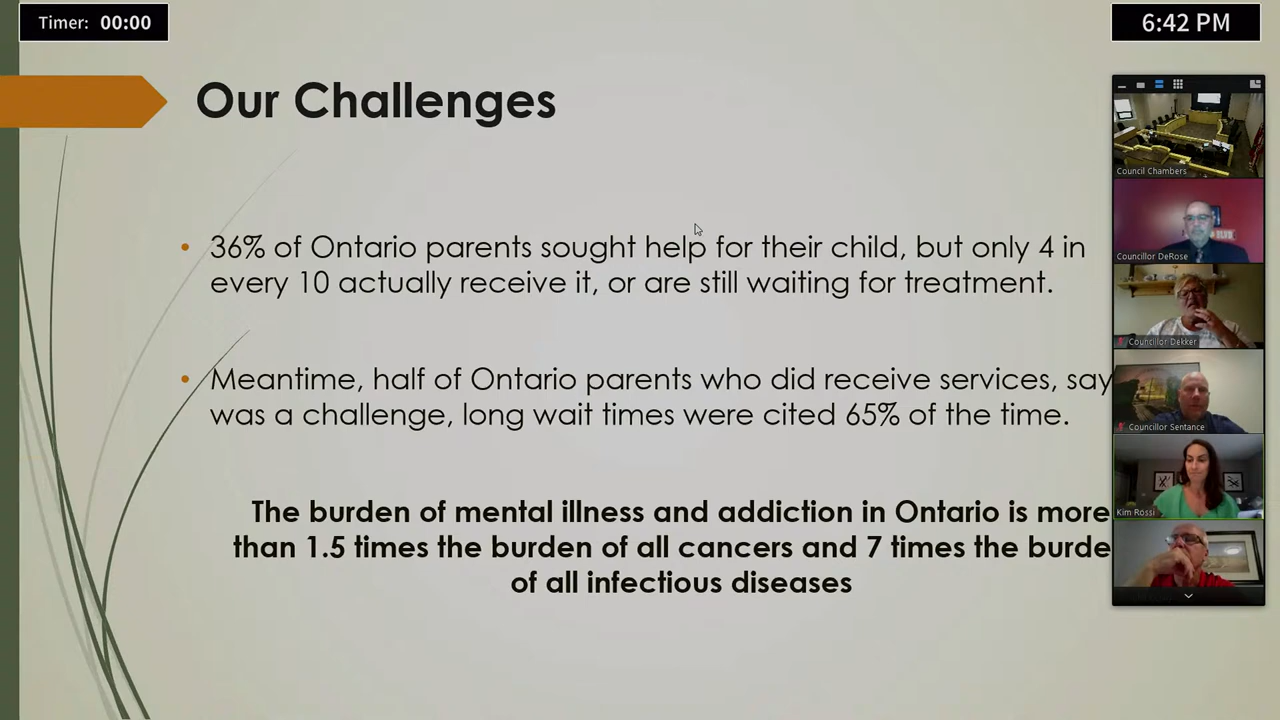 Timer: 00:00
6:42 PM
Our Challenges
36% of Ontario parents sought help for their child, but only 4 in
every 10 actually receive it, or are still waiting for treatment.
Meantime, half of Ontario parents who did receive services, say
was a challenge, long wait times were cited 65% of the time.
The burden of mental illness and addiction in Ontario is more
than 1.5 times the burden of all cancers and 7 times the burde
of all infectious diseases
Council Chambers
Councillor DeRose
Councillor Dekker
Councillor Sentance
Kim Rossi